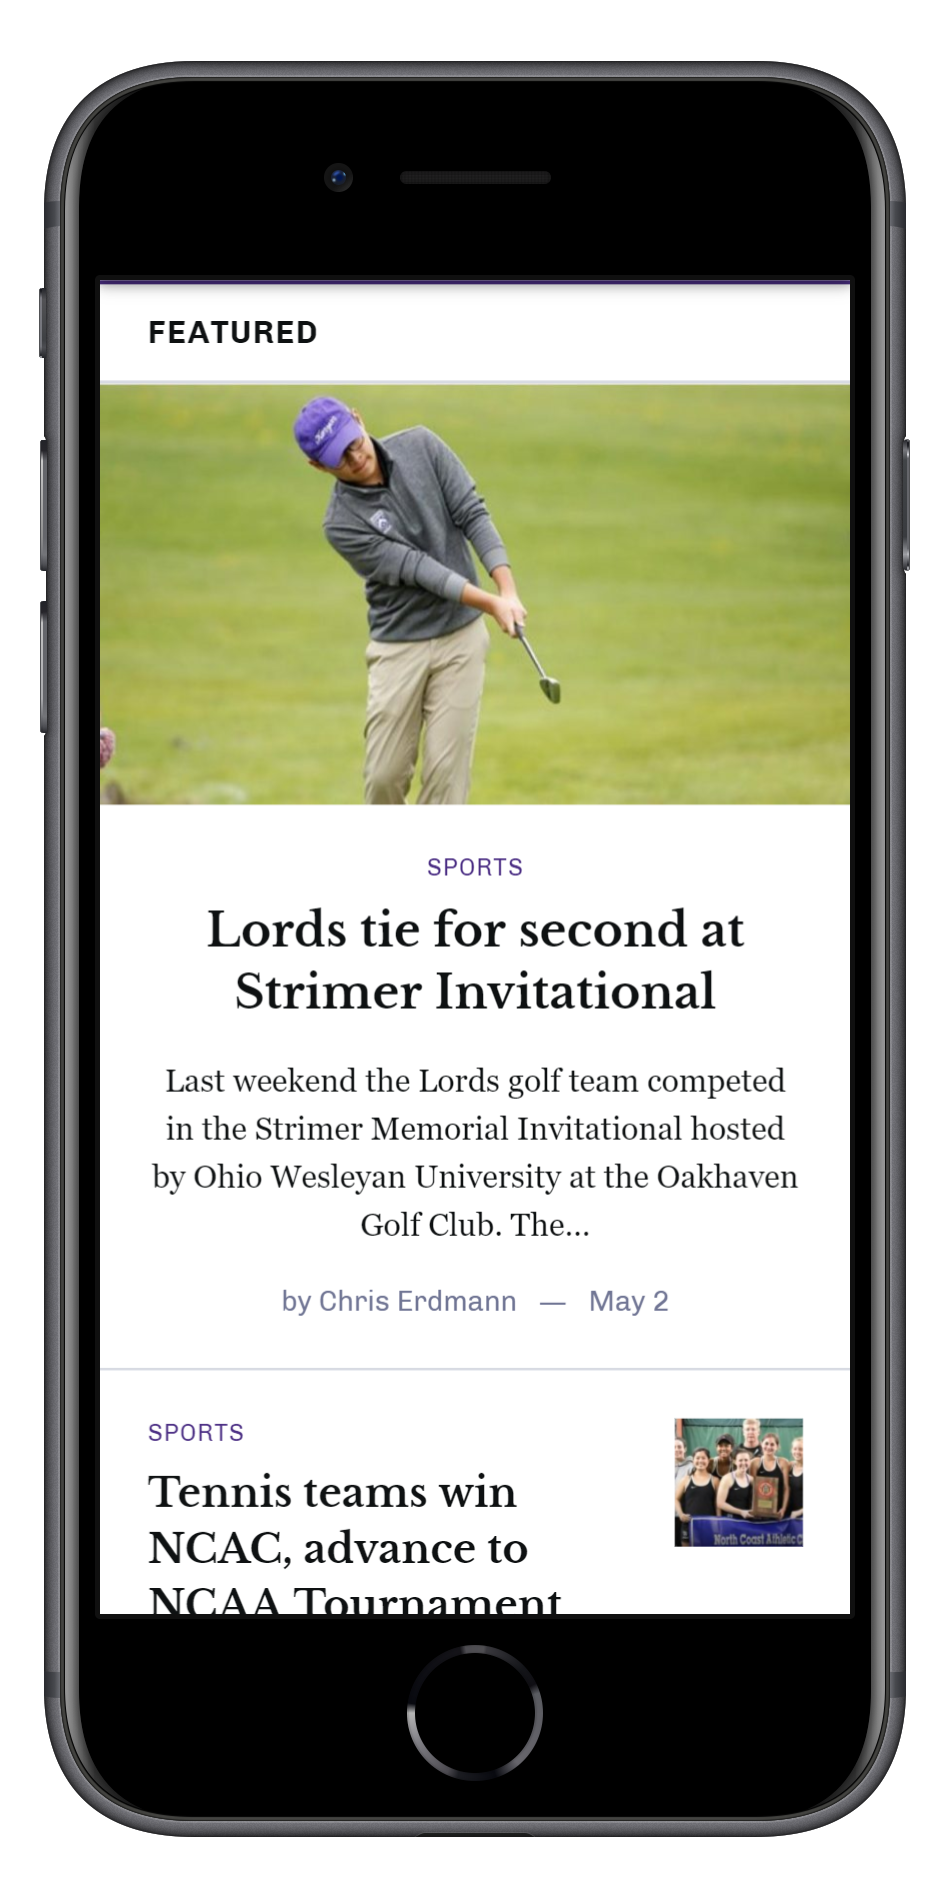 FEATURED
Kenyon
SPORTS
Lords tie for second at
Strimer Invitational
Last weekend the Lords golf team competed
in the Strimer Memorial Invitational hosted
by Ohio Wesleyan University at the Oakhaven
Golf Club. The...
by Chris Erdmann — May 2
SPORTS
Tennis teams win
NCAC, advance to
NCAA Tournament
North Coast Athletic C